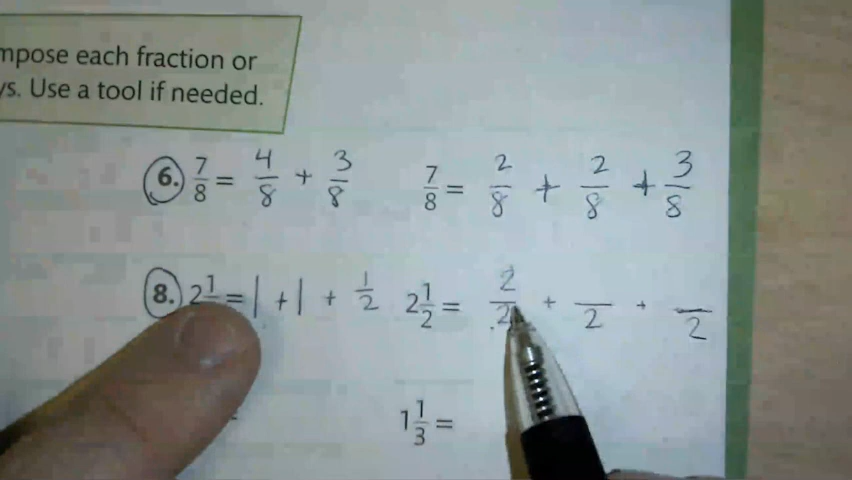 mpose each fraction or
ys. Use a tool if needed.
6. 7/8 = 4/8 + 3/8 7/8 = 2/8 + 2/8 + 3/8
8. 2 1/ = 1 + 1 + 1/2 2 1/2 = 2/2 + /2 + /2
1 1/3 =